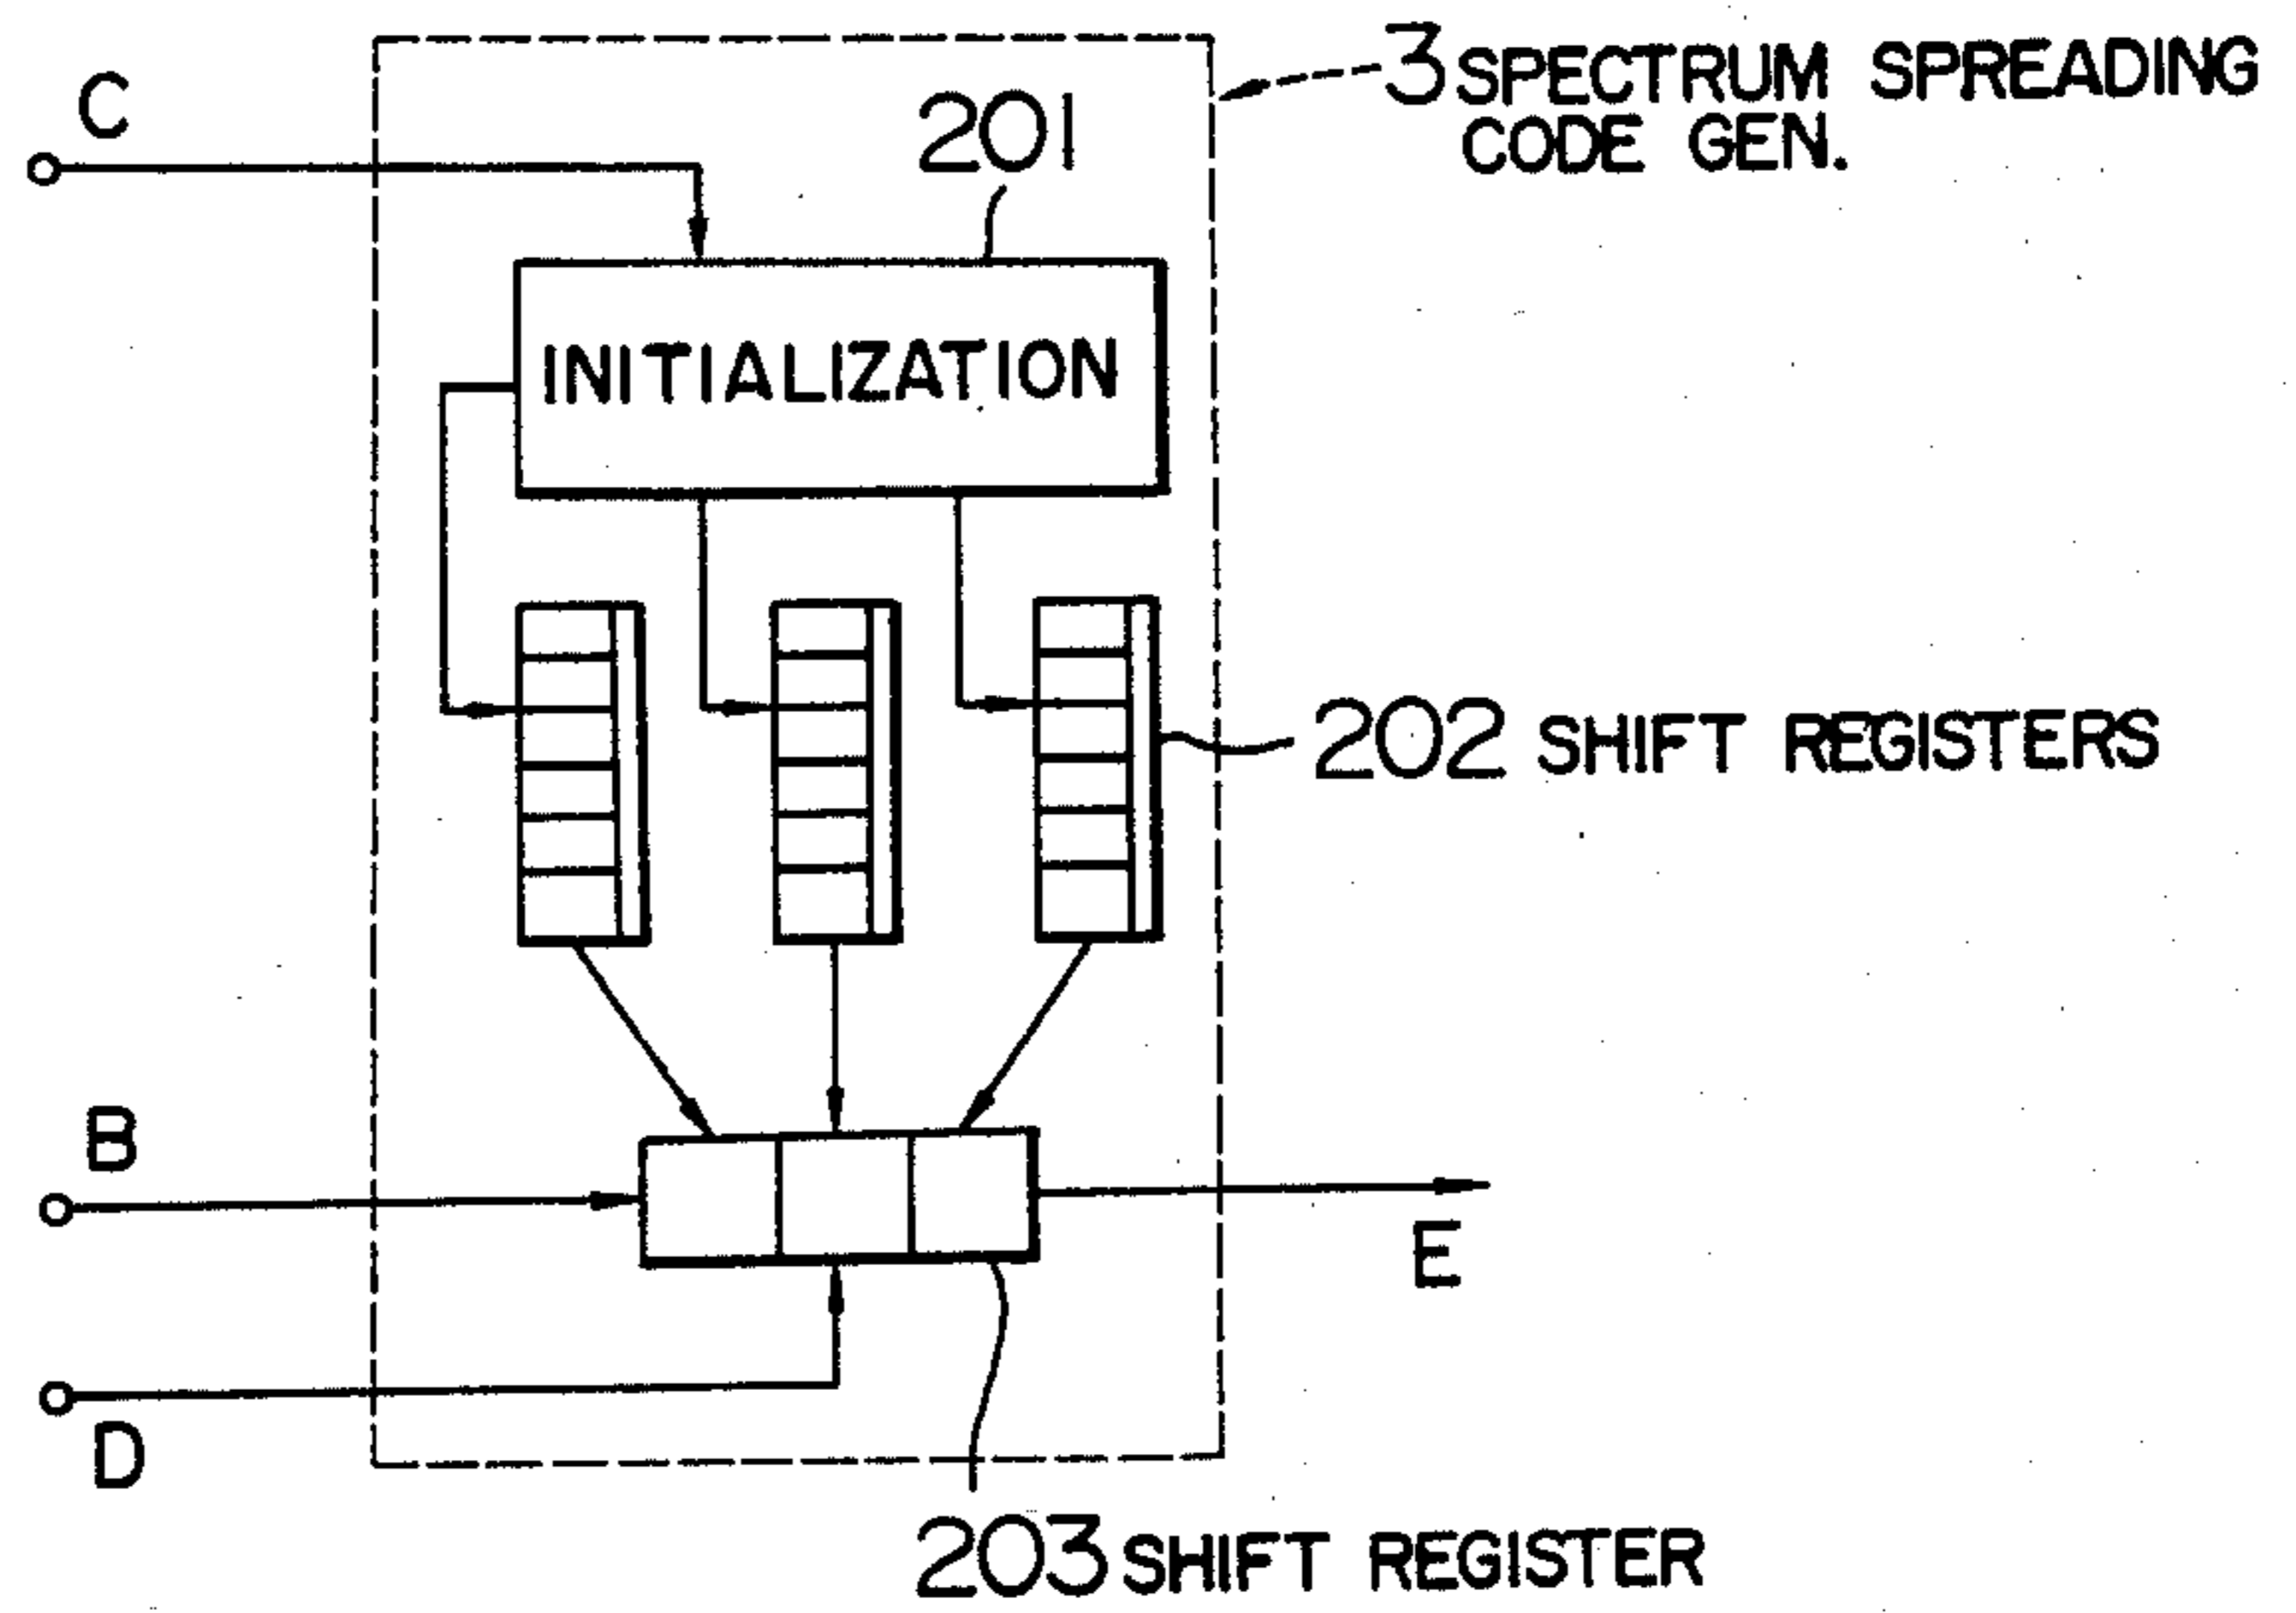 3 SPECTRUM SPREADING
CODE GEN.
C
201
INITIALIZATION
202 SHIFT REGISTERS
B
E
D
203 SHIFT REGISTER